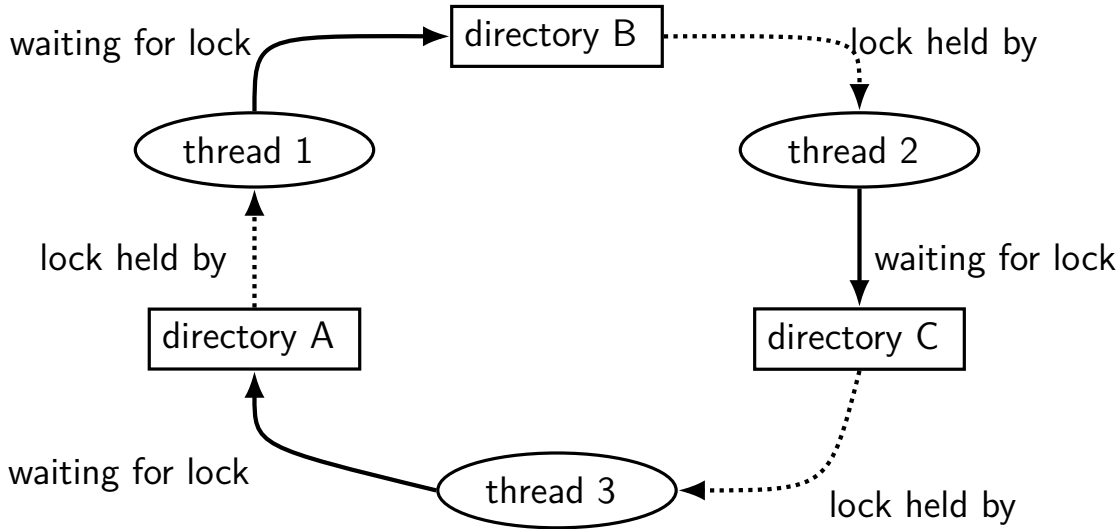 waiting for lock
directory B
lock held by
thread 1
thread 2
lock held by
waiting for lock
directory A
directory C
waiting for lock
thread 3
lock held by